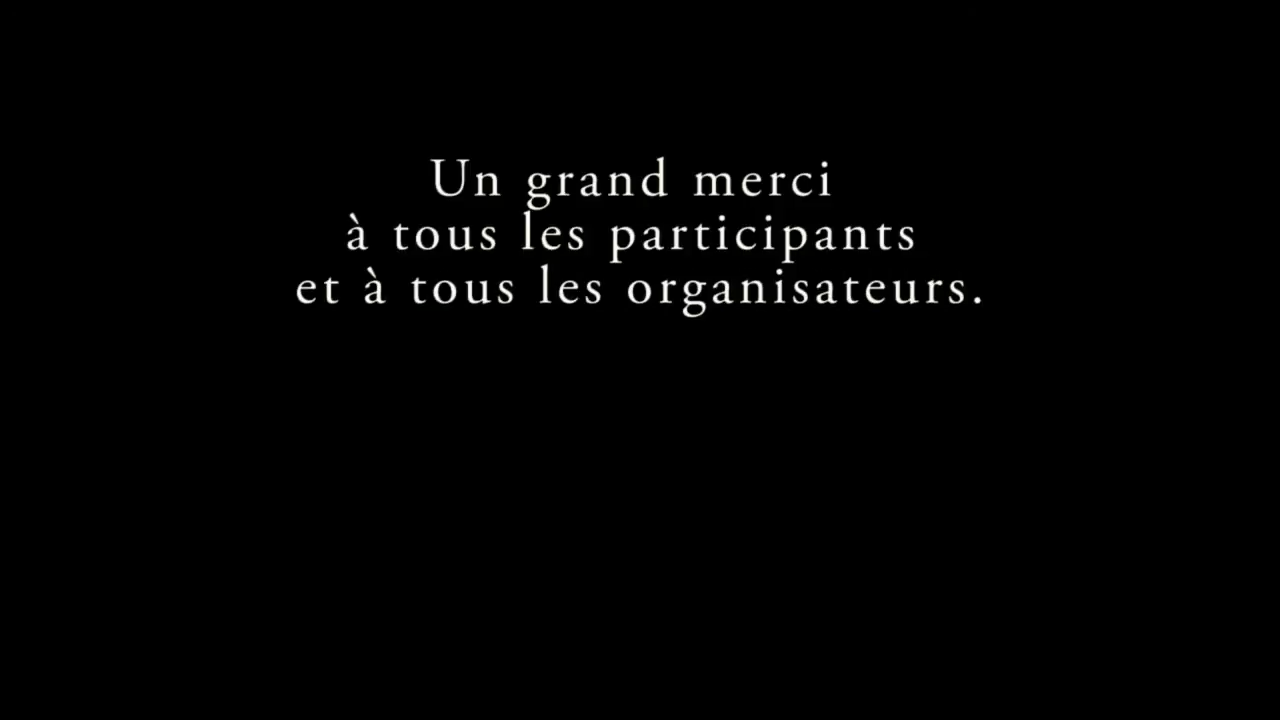 Un grand merci
à tous les participants
et à tous les organisateurs.